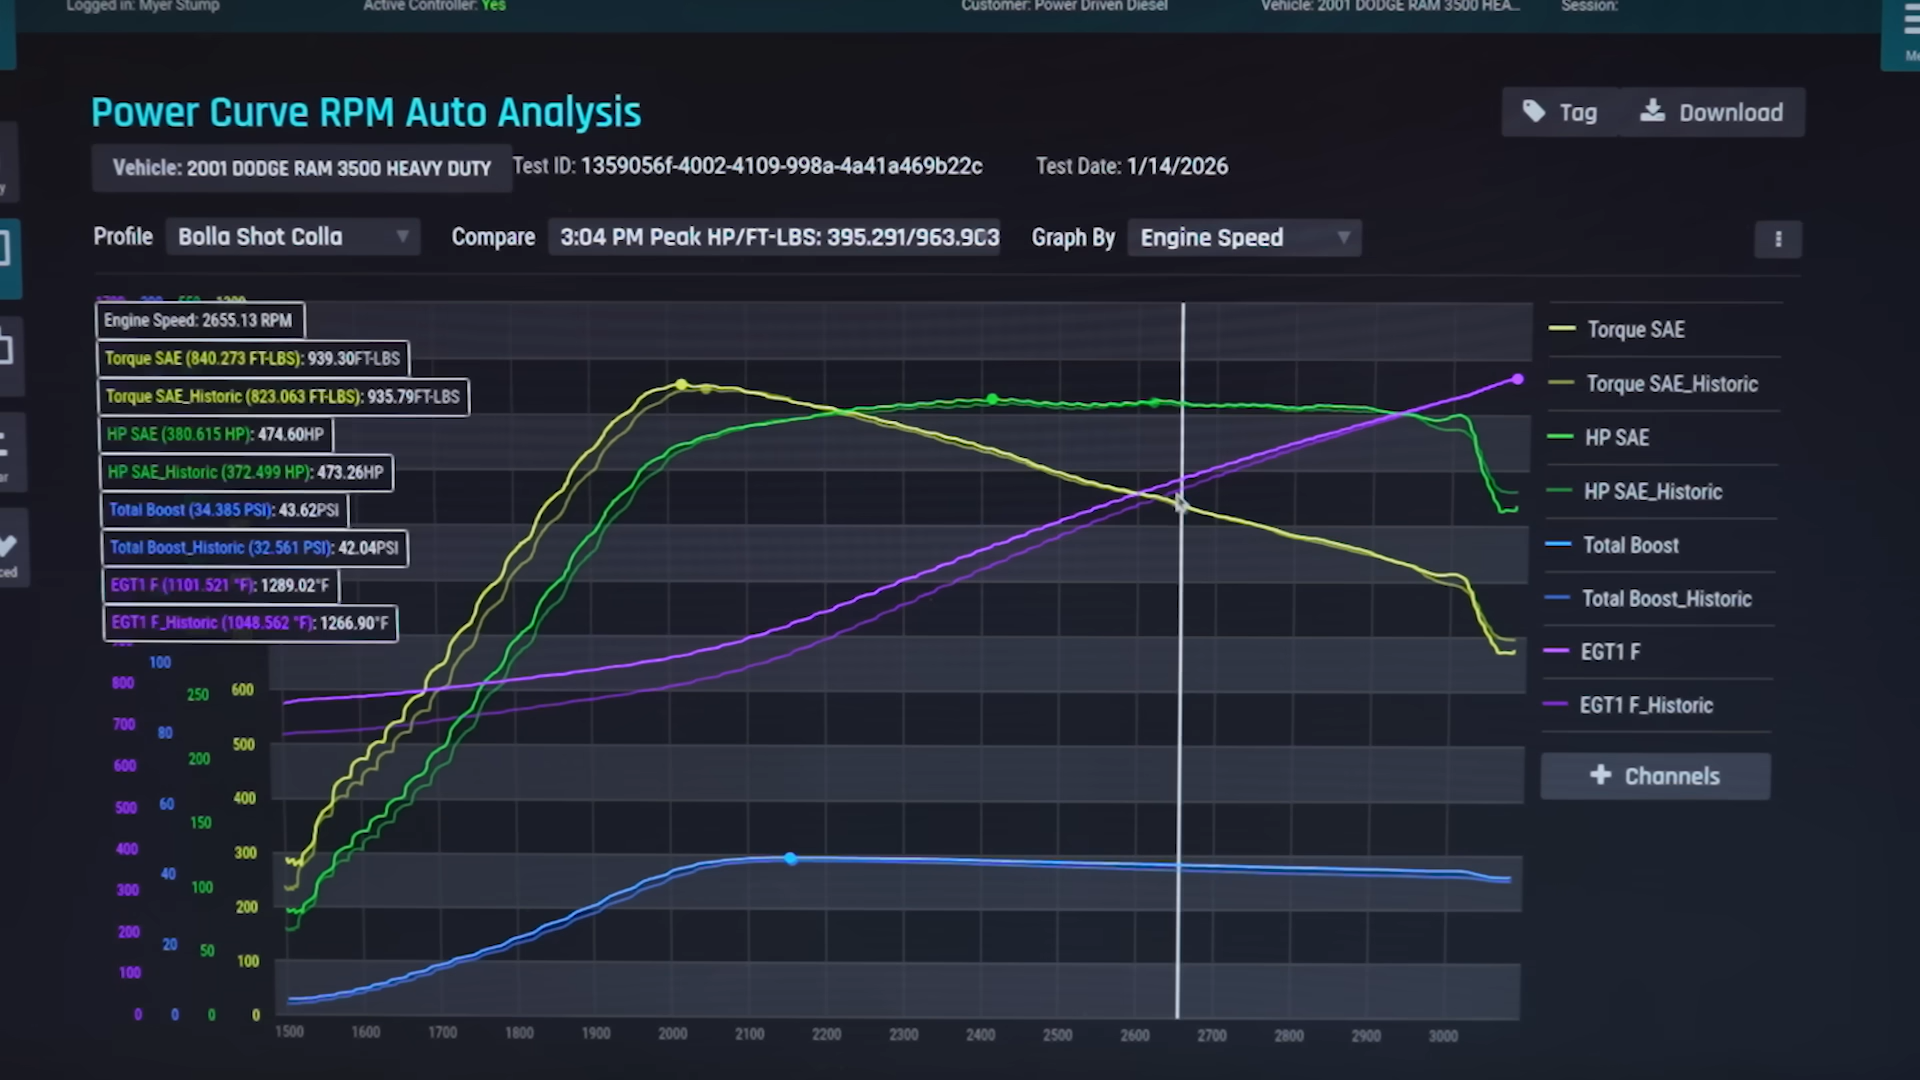 Logged in: Myer Stump
Active Controller: Yes
Customer: Power Driven Diesel
Vehicle: 2001 DODGE RAM 3500 HEA...
Session:
Power Curve RPM Auto Analysis
Tag
Download
Vehicle: 2001 DODGE RAM 3500 HEAVY DUTY
Test ID: 1359056f-4002-4109-998a-4a41a469b22c
Test Date: 1/14/2026
Profile
Bolla Shot Colla
Compare
3:04 PM Peak HP/FT-LBS: 395.291/963.903
Graph By
Engine Speed
Engine Speed: 2655.13 RPM
Torque SAE (840.273 FT-LBS): 939.30FT-LBS
Torque SAE_Historic (823.063 FT-LBS): 935.79FT-LBS
HP SAE (380.615 HP): 474.60HP
HP SAE_Historic (372.499 HP): 473.26HP
Total Boost (34.385 PSI): 43.62PSI
Total Boost_Historic (32.561 PSI): 42.04PSI
EGT1 F (1101.521 °F): 1289.02°F
EGT1 F_Historic (1048.562 °F): 1266.90°F
Torque SAE
Torque SAE_Historic
HP SAE
HP SAE_Historic
Total Boost
Total Boost_Historic
EGT1 F
EGT1 F_Historic
Channels
800 700 600 500 400 300 200 100 0
100 80 60 40 20 0
250 200 150 100 50 0
600 500 400 300 200 100 0
1500 1600 1700 1800 1900 2000 2100 2200 2300 2400 2500 2600 2700 2800 2900 3000